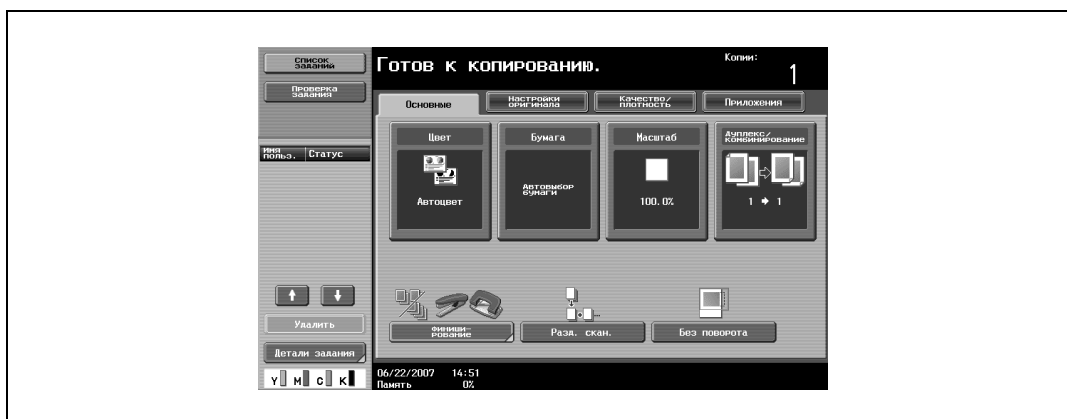 Список
заданий
Проверка
задания
Имя
польз.
Статус
Удалить
Детали задания
Y M C K
Готов к копированию.
Копии:
1
Основные
Настройки
оригинала
Качество/
плотность
Приложения
Цвет
Автоцвет
Бумага
Автовыбор
бумаги
Масштаб
100.0%
Дуплекс/
комбинирование
1 → 1
Финиши-
рование
Разд. скан.
Без поворота
06/22/2007 14:51
Память 0%